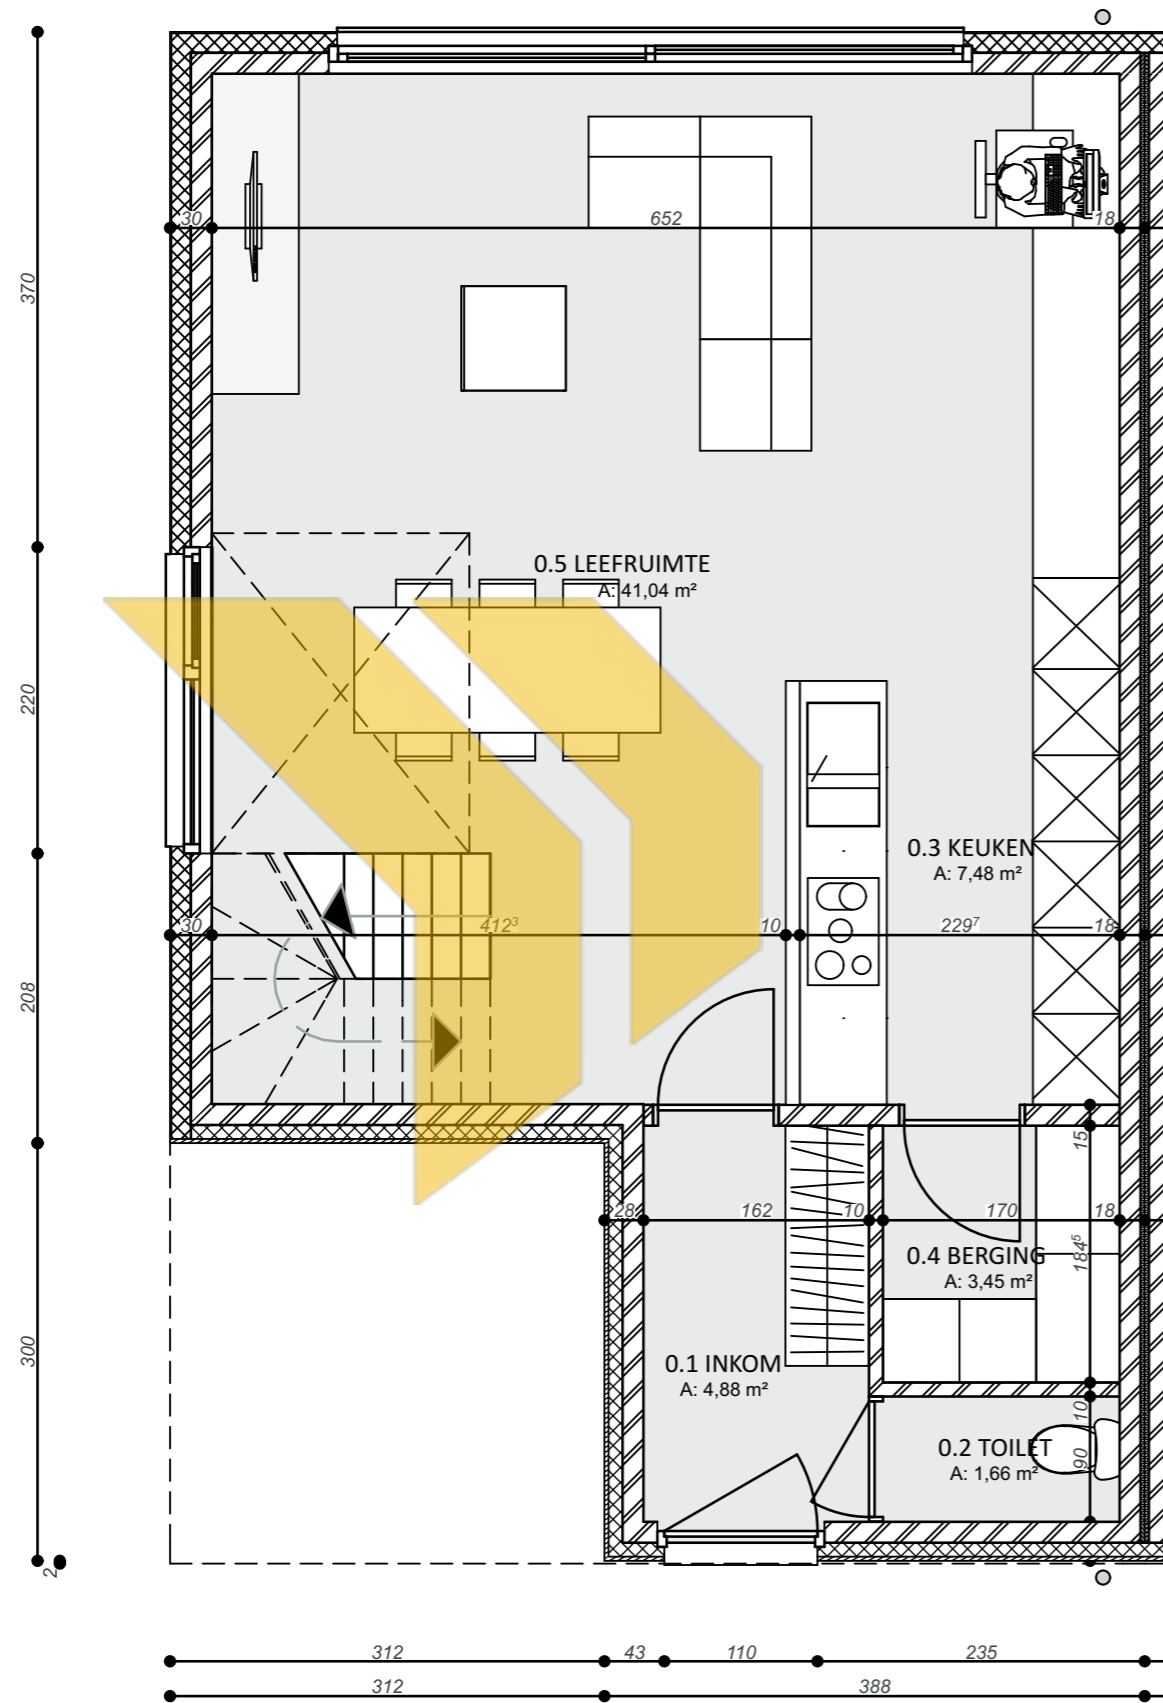 30
652
18
370
0.5 LEEFRUIMTE
A: 41,04 m²
220
0.3 KEUKEN
A: 7,48 m²
30
412³
10
229⁷
18
208
15
28
162
10
170
18
184⁵
0.4 BERGING
A: 3,45 m²
300
0.1 INKOM
A: 4,88 m²
10
0.2 TOILET
A: 1,66 m²
90
2
312
43
110
235
312
388